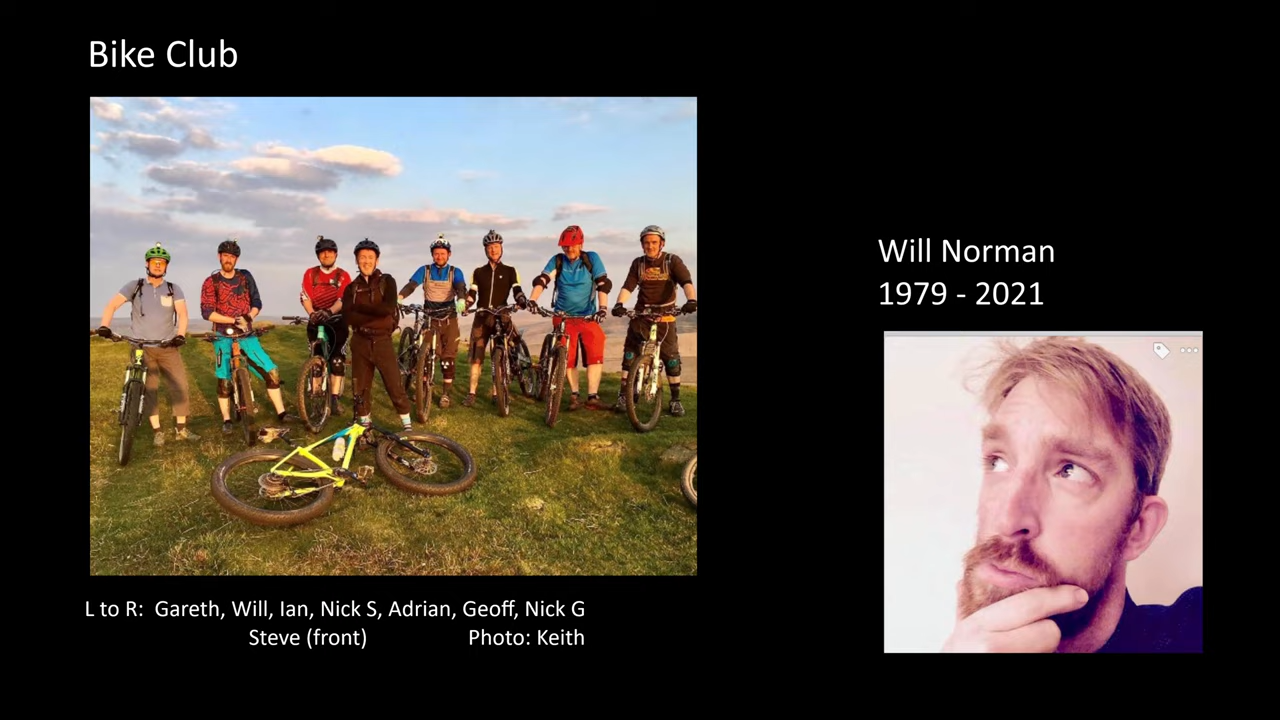 Bike Club
Will Norman
1979 - 2021
L to R:  Gareth, Will, Ian, Nick S, Adrian, Geoff, Nick G
Steve (front) Photo: Keith